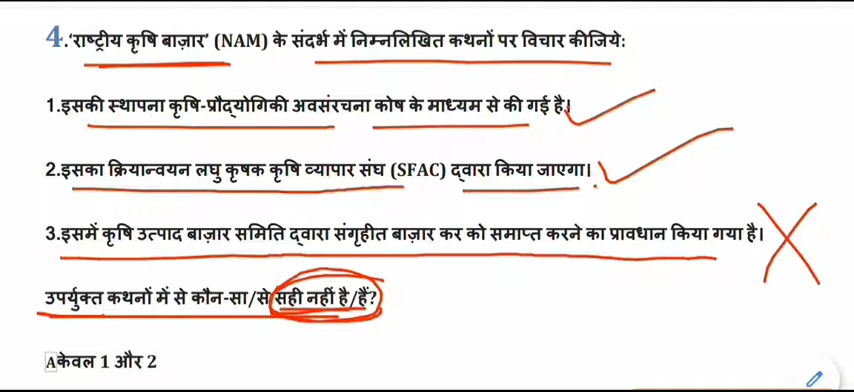 4.'राष्ट्रीय कृषि बाज़ार' (NAM) के संदर्भ में निम्नलिखित कथनों पर विचार कीजिये:
1.इसकी स्थापना कृषि-प्रौद्योगिकी अवसंरचना कोष के माध्यम से की गई है।
2.इसका क्रियान्वयन लघु कृषक कृषि व्यापार संघ (SFAC) द्वारा किया जाएगा।
3.इसमें कृषि उत्पाद बाज़ार समिति द्वारा संगृहीत बाज़ार कर को समाप्त करने का प्रावधान किया गया है।
उपर्युक्त कथनों में से कौन-सा/से सही नहीं है/हैं?
Aकेवल 1 और 2